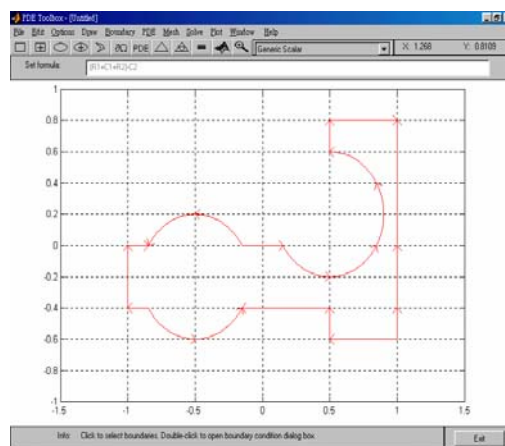 PDE Toolbox - [Untitled]
File Edit Options Draw Boundary PDE Mesh Solve Plot Window Help
∂Ω PDE = Generic Scalar X: 1.268 Y: 0.8109
Set formula: (R1+C1+R2)-C2
1
0.8
0.6
0.4
0.2
0
-0.2
-0.4
-0.6
-0.8
-1
-1.5 -1 -0.5 0 0.5 1 1.5
Info: Click to select boundaries. Double-click to open boundary condition dialog box. Exit